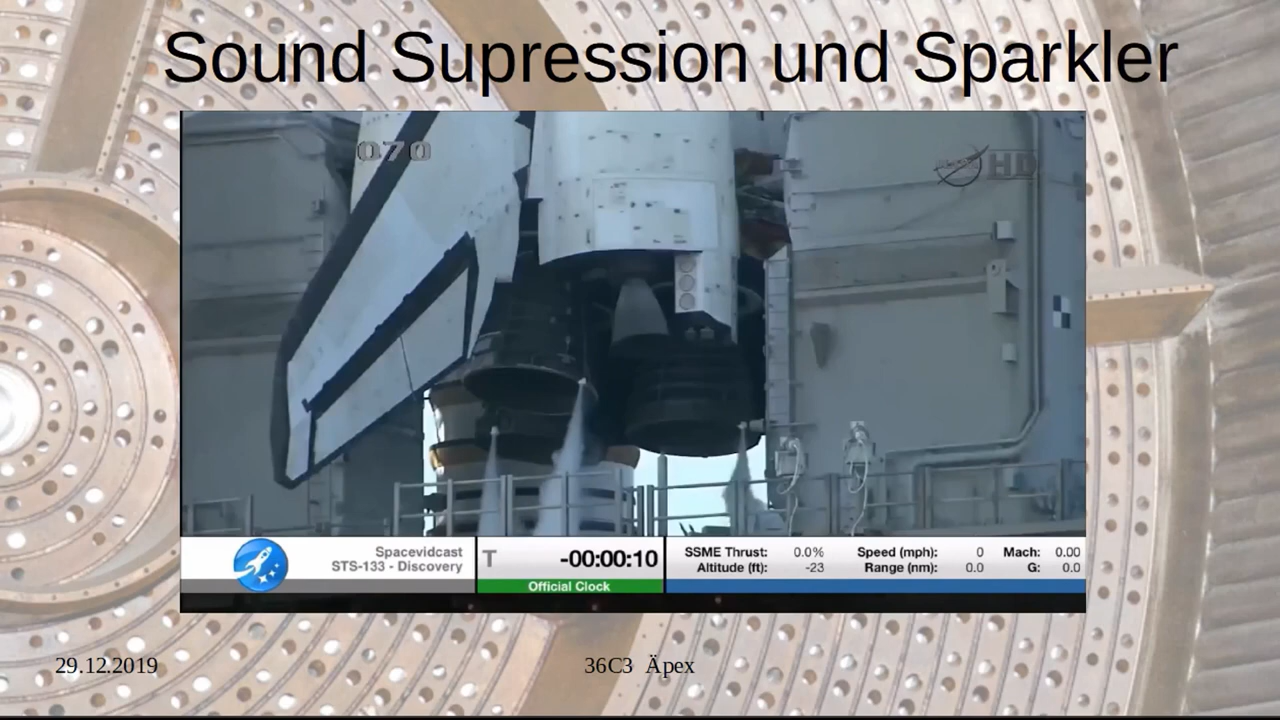 Sound Supression und Sparkler
070
HD
Spacevidcast
STS-133 - Discovery
T -00:00:10
Official Clock
SSME Thrust: 0.0% Speed (mph): 0 Mach: 0.00
Altitude (ft): -23 Range (nm): 0.0 G: 0.0
29.12.2019 36C3 Äpex